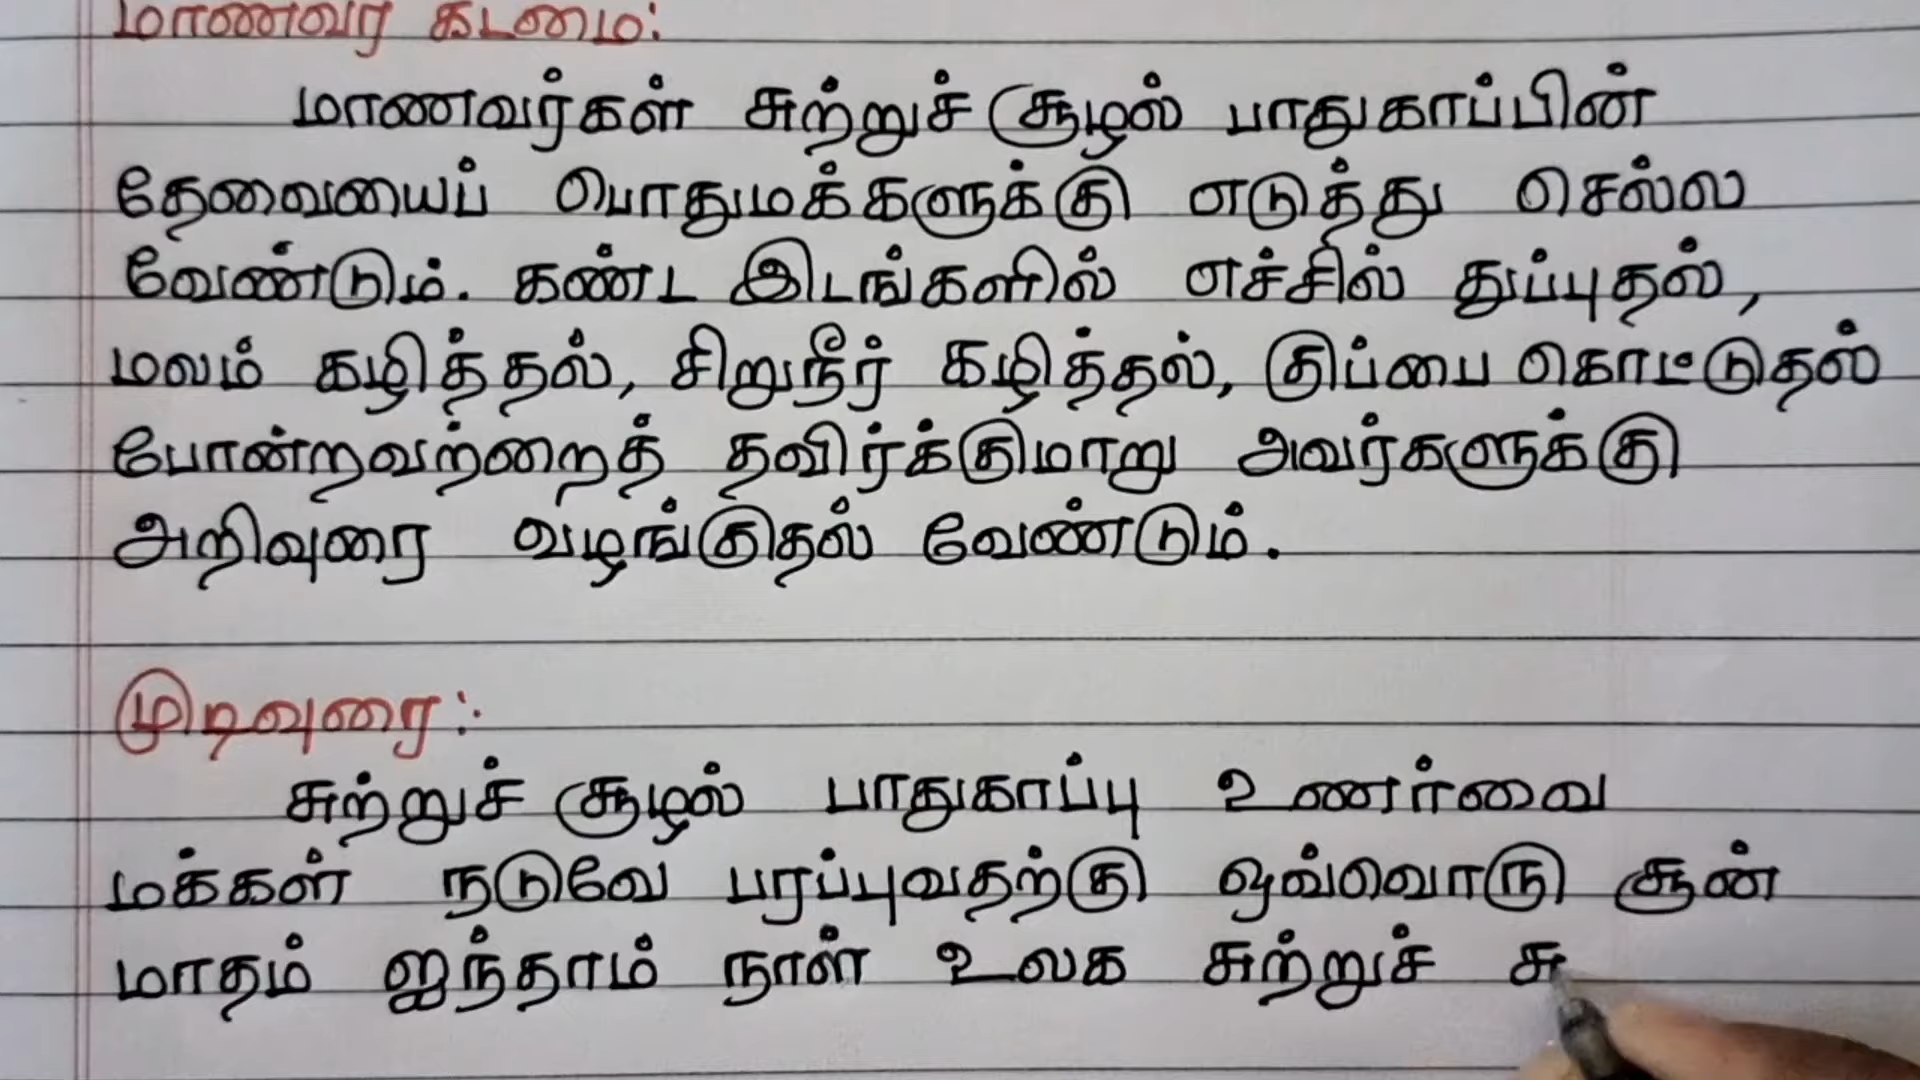 மாணவர் கடமை:
மாணவர்கள் சுற்றுச் சூழல் பாதுகாப்பின்
தேவையைப் பொதுமக்களுக்கு எடுத்து செல்ல
வேண்டும். கண்ட இடங்களில் எச்சில் துப்புதல்,
மலம் கழித்தல், சிறுநீர் கழித்தல், குப்பை கொட்டுதல்
போன்றவற்றைத் தவிர்க்குமாறு அவர்களுக்கு
அறிவுரை வழங்குதல் வேண்டும்.
முடிவுரை:
சுற்றுச் சூழல் பாதுகாப்பு உணர்வை
மக்கள் நடுவே பரப்புவதற்கு ஒவ்வொரு சூன்
மாதம் ஐந்தாம் நாள் உலக சுற்றுச் சு